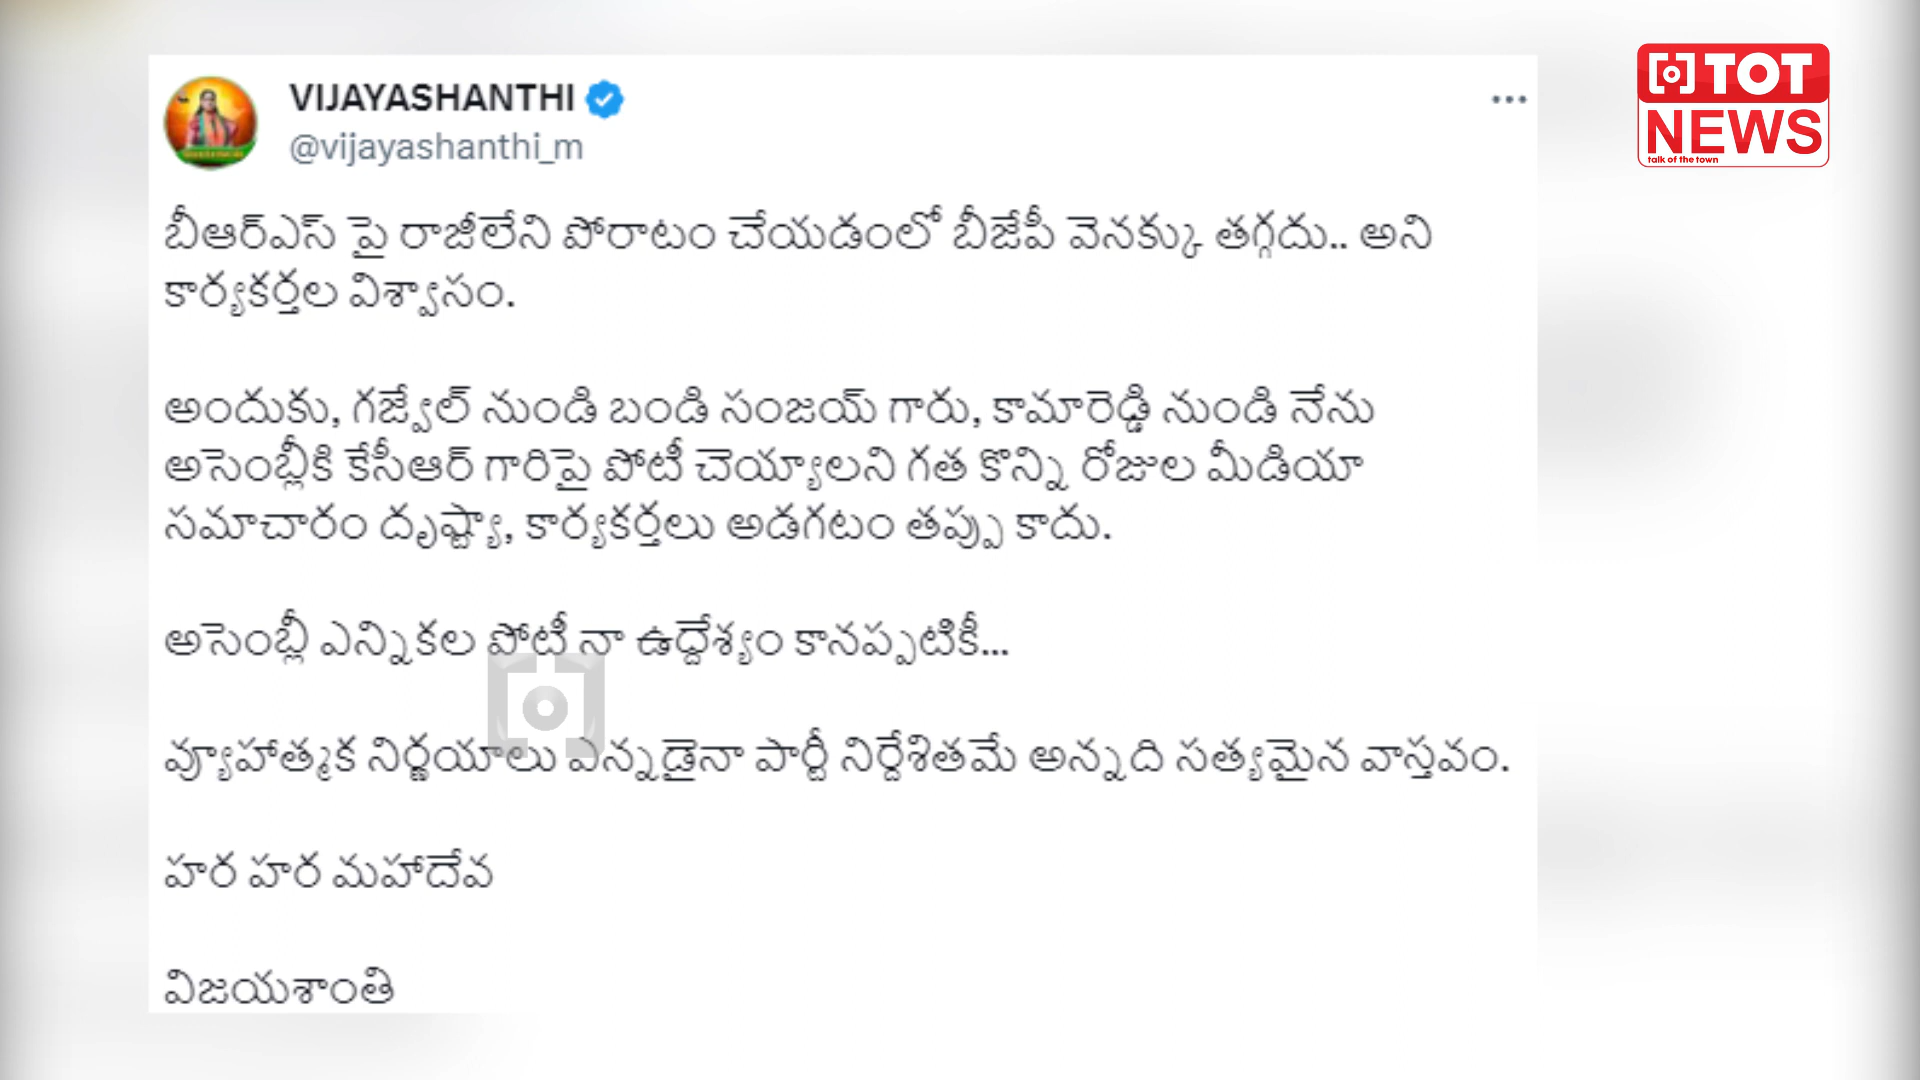 VIJAYASHANTHI
@vijayashanthi_m
బీఆర్ఎస్ పై రాజీలేని పోరాటం చేయడంలో బీజేపీ వెనక్కు తగ్గదు.. అని
కార్యకర్తల విశ్వాసం.
అందుకు, గజ్వేల్ నుండి బండి సంజయ్ గారు, కామారెడ్డి నుండి నేను
అసెంబ్లీకి కేసీఆర్ గారిపై పోటీ చెయ్యాలని గత కొన్ని రోజుల మీడియా
సమాచారం దృష్ట్యా, కార్యకర్తలు అడగటం తప్పు కాదు.
అసెంబ్లీ ఎన్నికల పోటీ నా ఉద్దేశ్యం కానప్పటికీ...
వ్యూహాత్మక నిర్ణయాలు ఎన్నడైనా పార్టీ నిర్దేశితమే అన్నది సత్యమైన వాస్తవం.
హర హర మహాదేవ
విజయశాంతి
TOT
NEWS
talk of the town